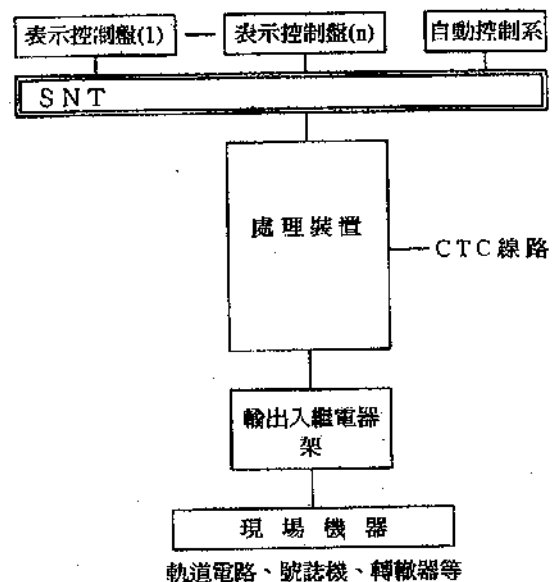 表示控制盤(1)
表示控制盤(n)
自動控制系
SNT
處理裝置
CTC線路
輸出入繼電器
架
現場機器
軌道電路、號誌機、轉轍器等